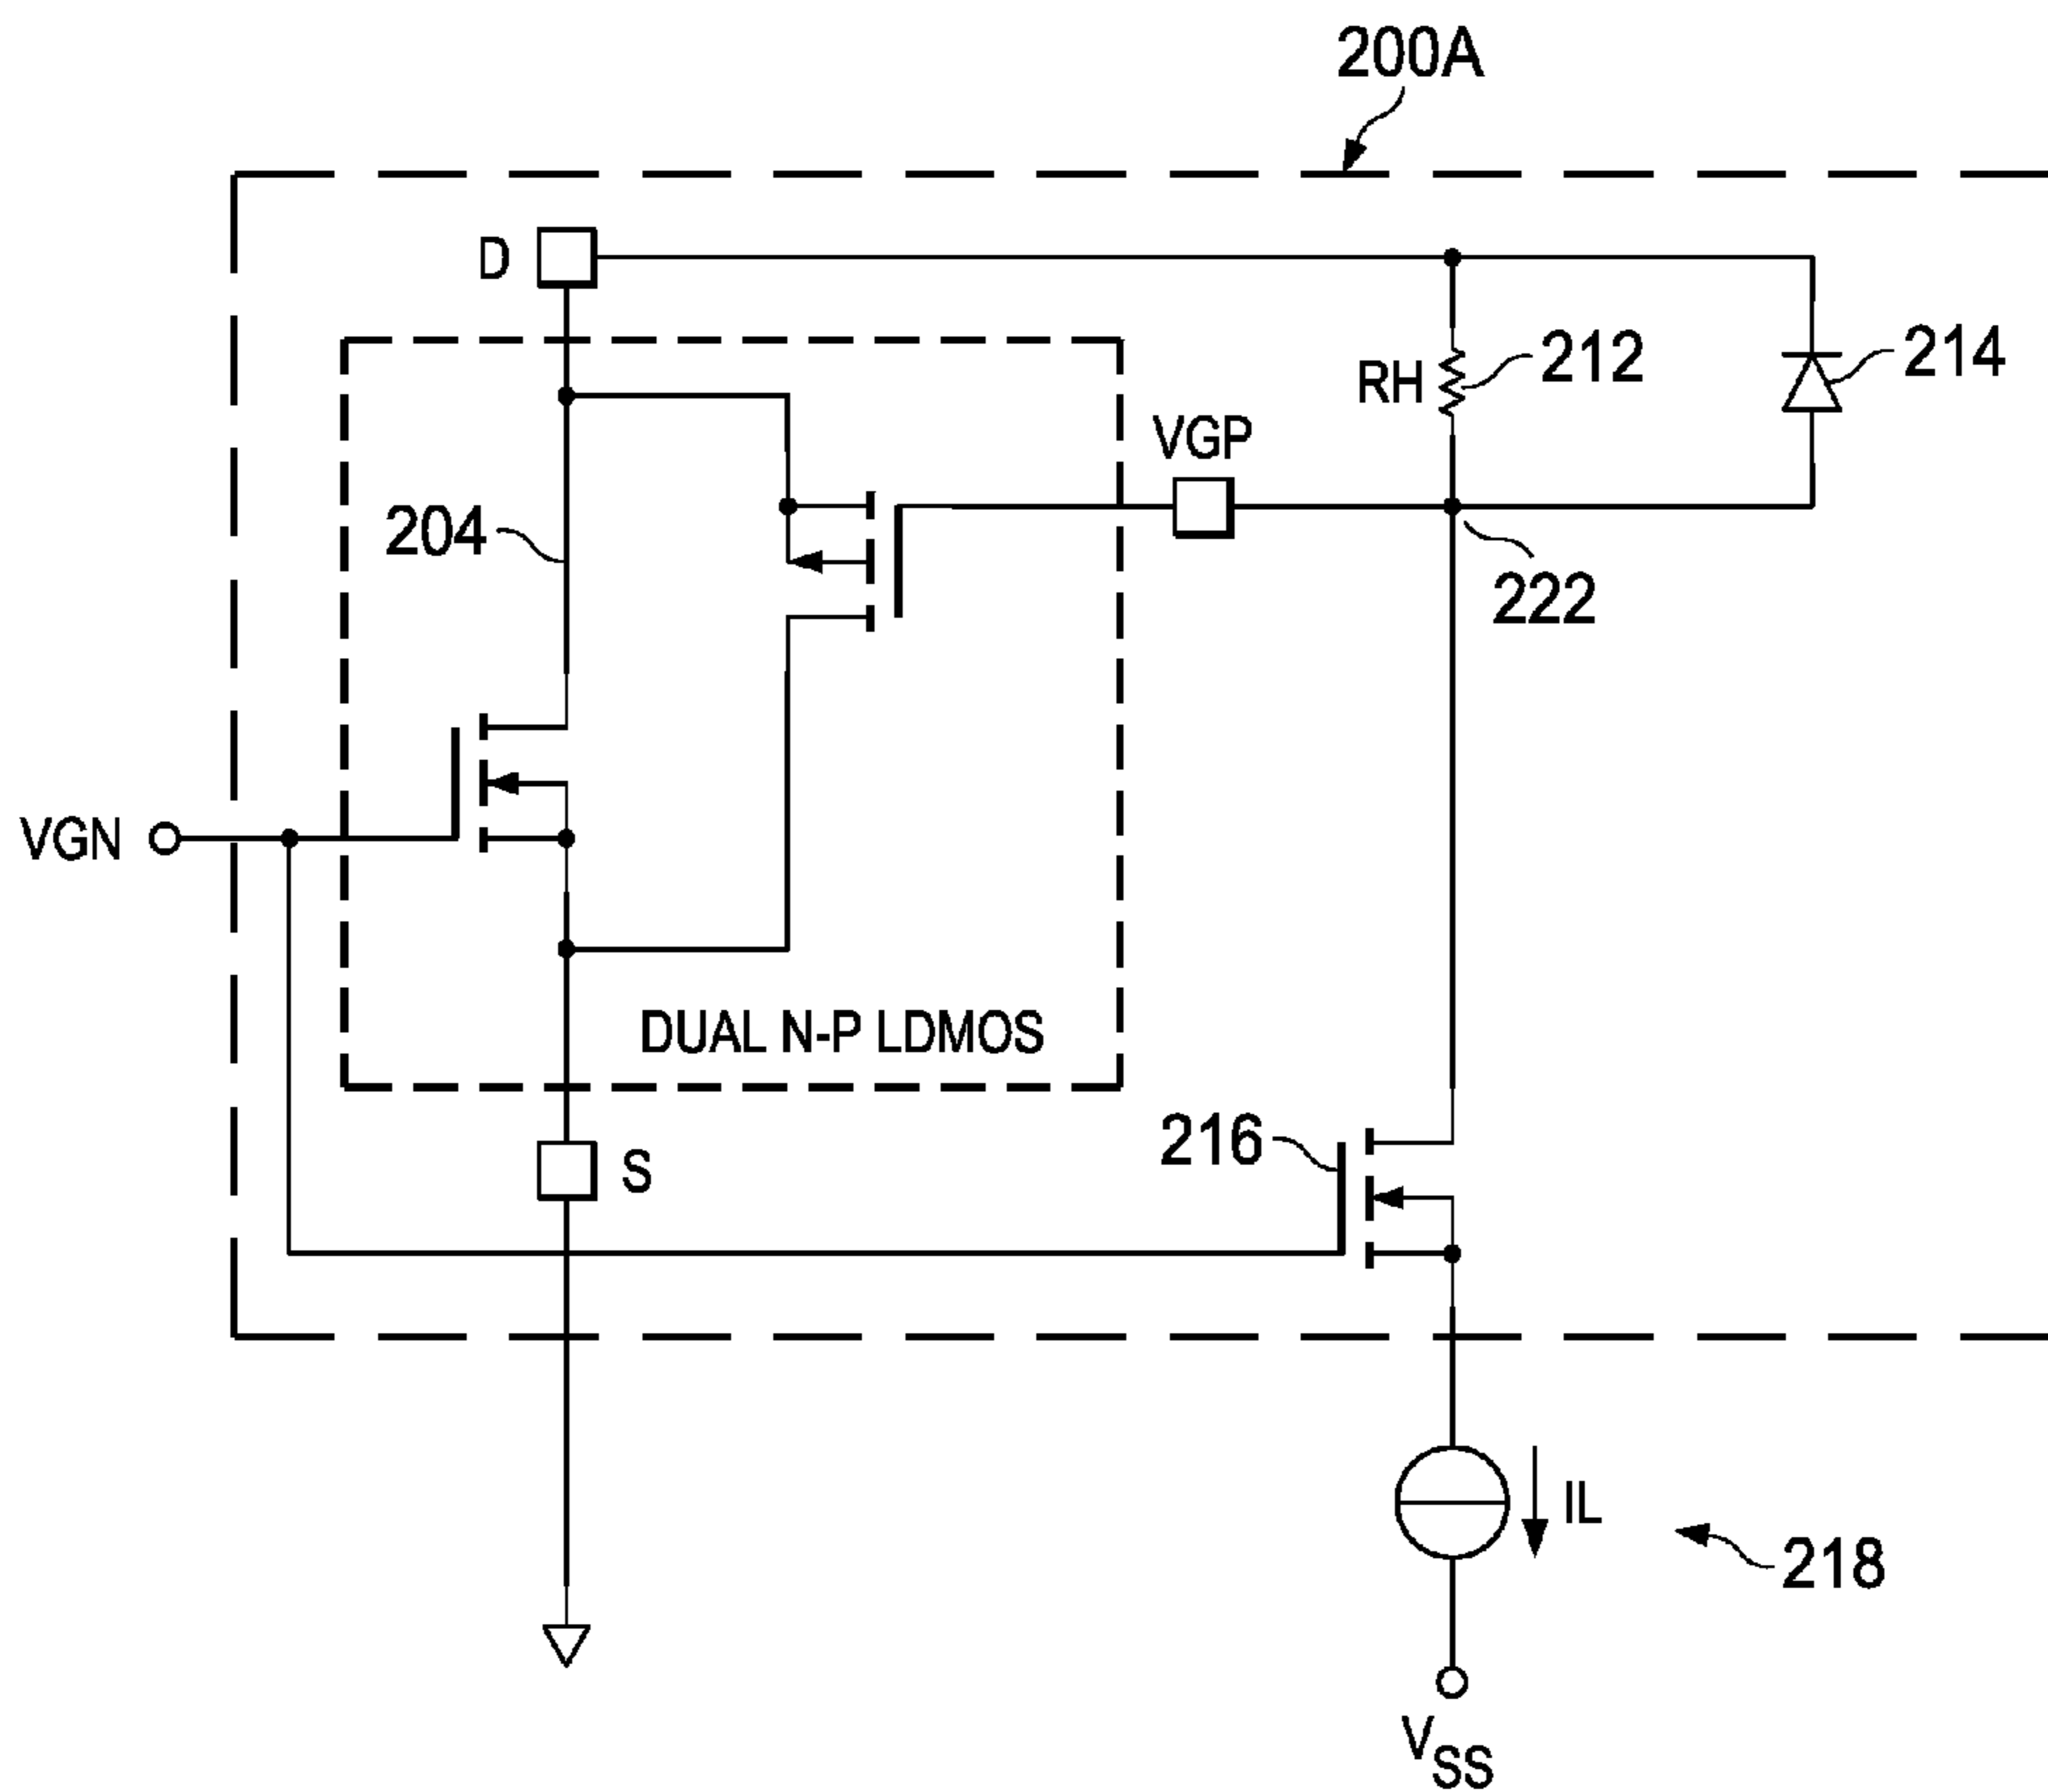 200A
D
RH
212
214
VGP
204
222
VGN
DUAL N-P LDMOS
216
S
IL
218
VSS